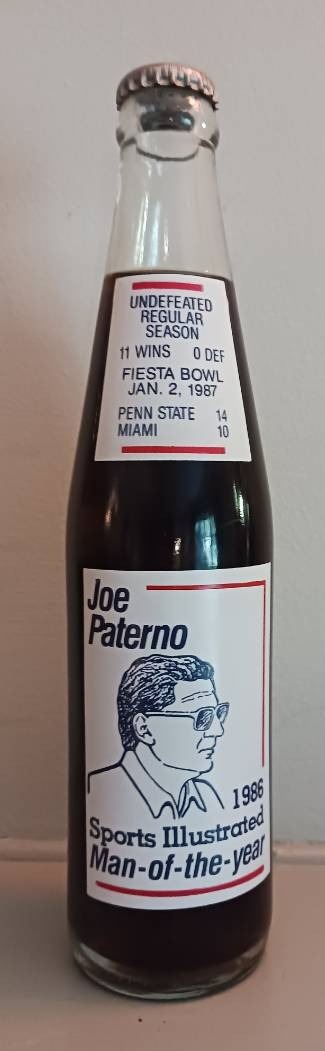 UNDEFEATED
REGULAR
SEASON
11 WINS 0 DEF
FIESTA BOWL
JAN. 2, 1987
PENN STATE 14
MIAMI 10
Joe
Paterno
1986
Sports Illustrated
Man-of-the-year